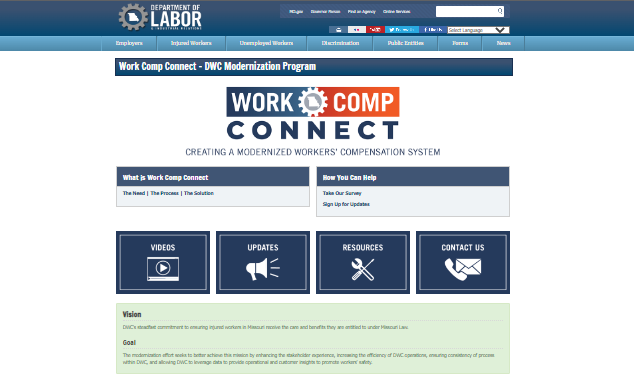 DEPARTMENT OF
LABOR
& INDUSTRIAL RELATIONS
MO.gov Governor Parson Find an Agency Online Services
Select Language
Employers Injured Workers Unemployed Workers Discrimination Public Entities Forms News
Work Comp Connect - DWC Modernization Program
WORK COMP
CONNECT
CREATING A MODERNIZED WORKERS' COMPENSATION SYSTEM
What is Work Comp Connect
The Need | The Process | The Solution
How You Can Help
Take Our Survey
Sign Up for Updates
VIDEOS UPDATES RESOURCES CONTACT US
Vision
DWC's steadfast commitment to ensuring injured workers in Missouri receive the care and benefits they are entitled to under Missouri Law.
Goal
The modernization effort seeks to better achieve this mission by enhancing the stakeholder experience, increasing the efficiency of DWC operations, ensuring consistency of process
within DWC, and allowing DWC to leverage data to provide operational and customer insights to promote workers' safety.